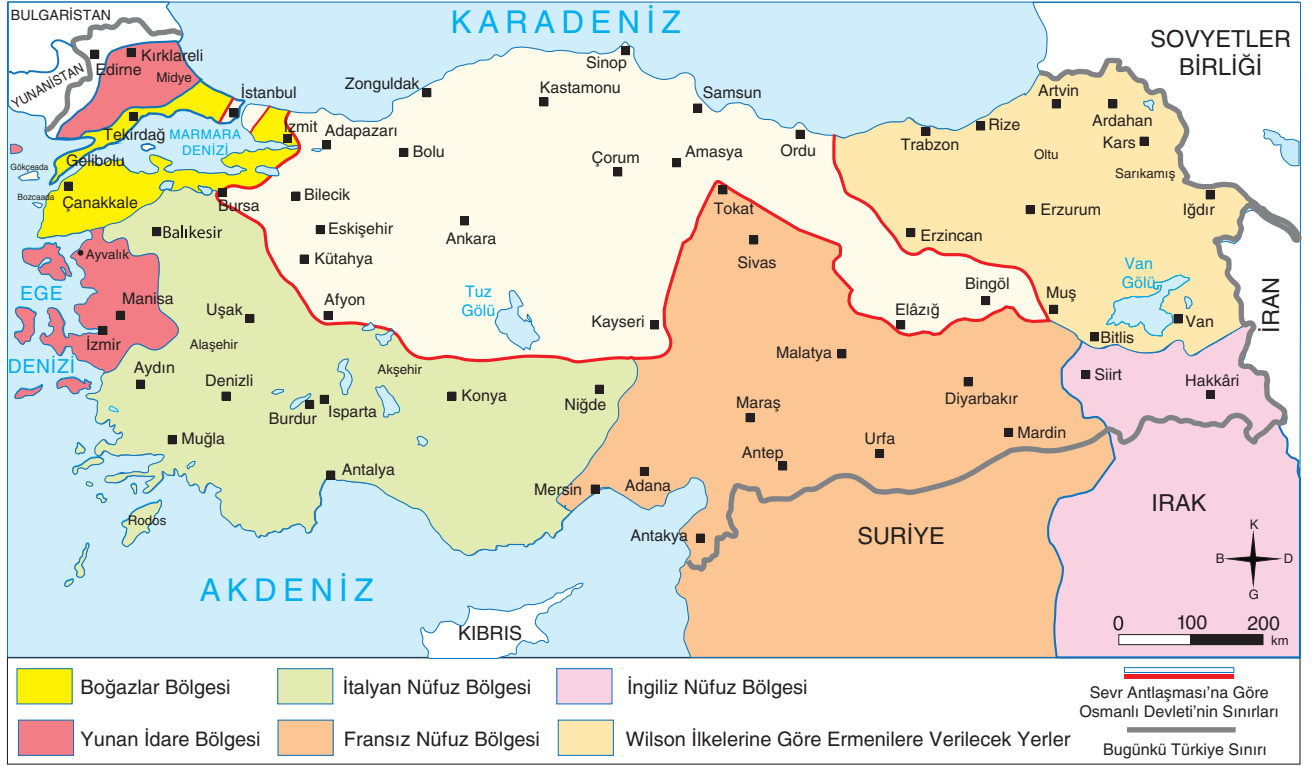 BULGARİSTAN
KARADENİZ
SOVYETLER
BİRLİĞİ
YUNANİSTAN
Edirne
Kırklareli
Midye
İstanbul
Tekirdağ
MARMARA
DENİZİ
İzmit
Adapazarı
Zonguldak
Bolu
Kastamonu
Sinop
Samsun
Çorum
Amasya
Ordu
Trabzon
Rize
Artvin
Ardahan
Kars
Oltu
Sarıkamış
Iğdır
Gökçeada
Gelibolu
Bozcaada
Çanakkale
Bursa
Bilecik
Eskişehir
Kütahya
Ankara
Tokat
Sivas
Erzincan
Erzurum
Balıkesir
Ayvalık
EGE
DENİZİ
Manisa
İzmir
Uşak
Alaşehir
Afyon
Tuz
Gölü
Kayseri
Elâzığ
Bingöl
Muş
Van
Gölü
Van
Bitlis
İRAN
Aydın
Denizli
Burdur
Isparta
Akşehir
Konya
Niğde
Malatya
Maraş
Diyarbakır
Siirt
Hakkâri
Muğla
Antalya
Mersin
Adana
Antep
Urfa
Mardin
Rodos
Antakya
SURİYE
IRAK
AKDENİZ
KIBRIS
K
B
D
G
0 100 200
km
Boğazlar Bölgesi
İtalyan Nüfuz Bölgesi
İngiliz Nüfuz Bölgesi
Sevr Antlaşması'na Göre
Osmanlı Devleti'nin Sınırları
Yunan İdare Bölgesi
Fransız Nüfuz Bölgesi
Wilson İlkelerine Göre Ermenilere Verilecek Yerler
Bugünkü Türkiye Sınırı